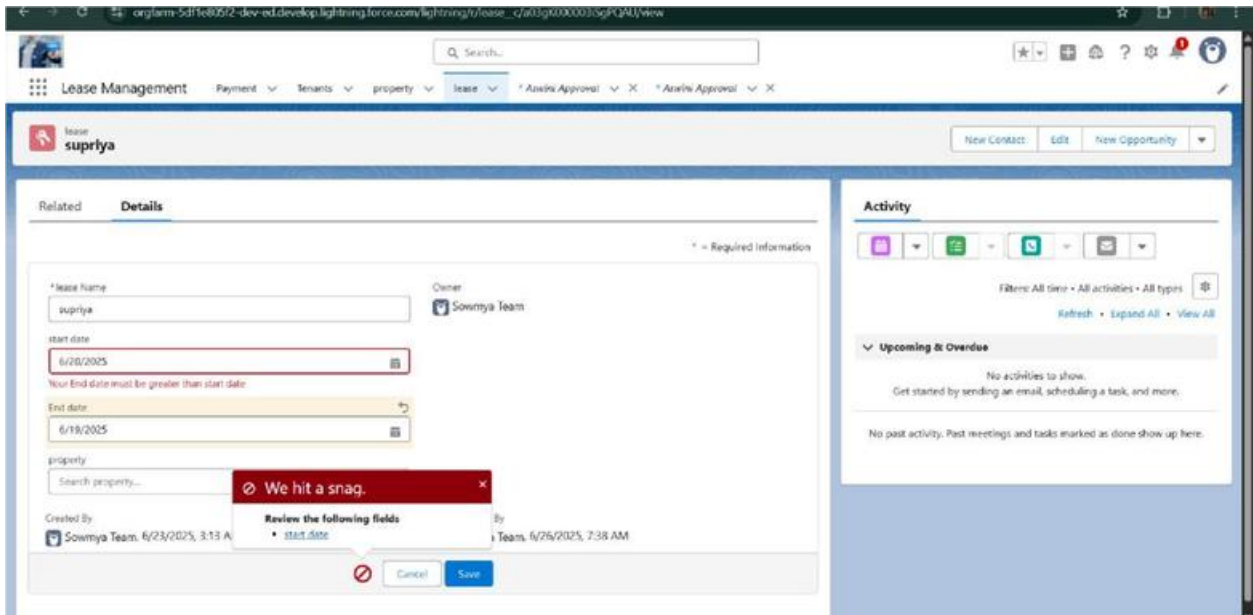 orgfarm-5df1e805f2-dev-ed.develop.lightning.force.com/lightning/r/lease__c/
Search...
Lease Management Payment Tenants property lease
lease
supriya
New Contact Edit New Opportunity
Related Details
Activity
* = Required Information
Filters: All time • All activities • All types
Refresh • Expand All • View All
*lease Name
supriya
Owner
Sowmya Team
start date
6/20/2025
Your End date must be greater than start date
End date
6/19/2025
Upcoming & Overdue
No activities to show.
Get started by sending an email, scheduling a task, and more.
No past activity. Past meetings and tasks marked as done show up here.
property
Search property...
We hit a snag.
Review the following fields
• start date
Created By
Sowmya Team, 6/23/2025, 3:13 A
By
Team, 6/26/2025, 7:38 AM
Cancel Save